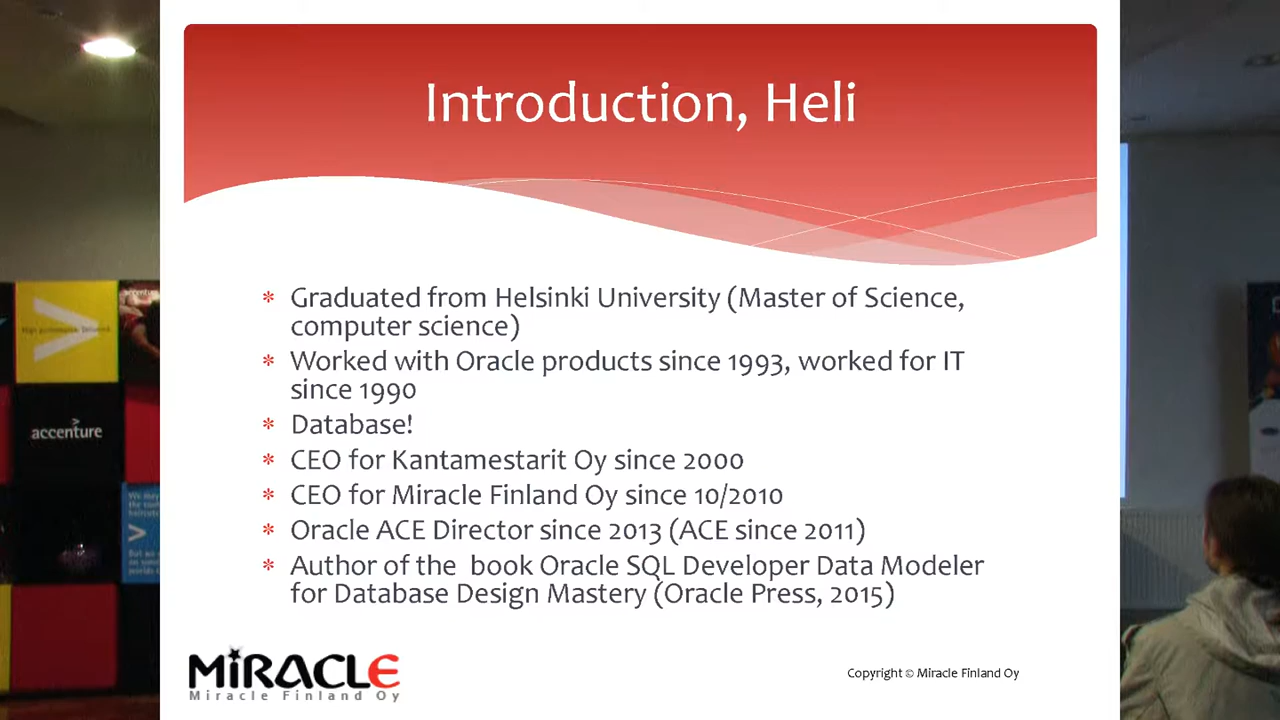 Introduction, Heli
* Graduated from Helsinki University (Master of Science,
computer science)
* Worked with Oracle products since 1993, worked for IT
since 1990
* Database!
* CEO for Kantamestarit Oy since 2000
* CEO for Miracle Finland Oy since 10/2010
* Oracle ACE Director since 2013 (ACE since 2011)
* Author of the  book Oracle SQL Developer Data Modeler
for Database Design Mastery (Oracle Press, 2015)
MIRACLE
Miracle Finland Oy
Copyright © Miracle Finland Oy
accenture